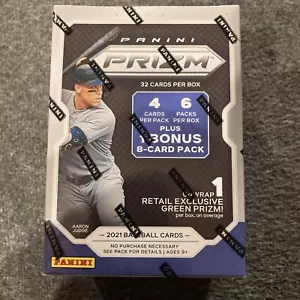 PANINI
PRIZM
32 CARDS PER BOX
4 6
CARDS PER PACK
PACKS PER BOX
PLUS
BONUS
8-CARD PACK
1
RETAIL EXCLUSIVE
GREEN PRIZM!
per box, on average
AARON
JUDGE
2021 BASEBALL CARDS
NO PURCHASE NECESSARY
SEE PACK FOR DETAILS | AGES 9+
PANINI